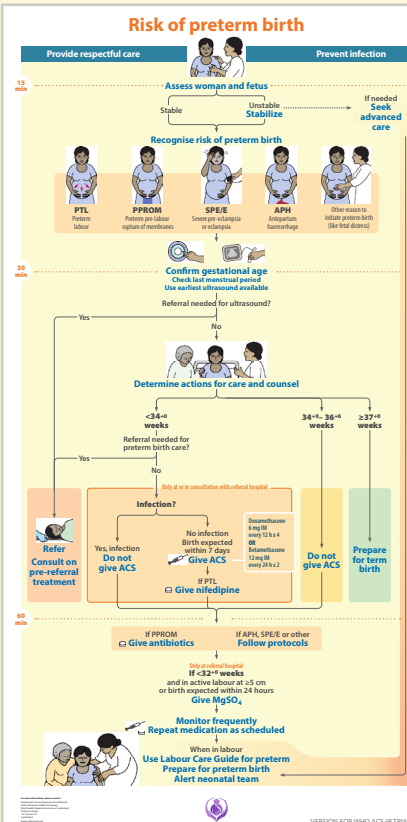 Risk of preterm birth
Provide respectful care
Prevent infection
15
min
Assess woman and fetus
Stable
Unstable
Stabilize
If needed
Seek
advanced
care
Recognise risk of preterm birth
PTL
Preterm
labour
PPROM
Preterm pre-labour
rupture of membranes
SPE/E
Severe pre-eclampsia
or eclampsia
APH
Antepartum
haemorrhage
Other reason to
initiate preterm birth
(like fetal distress)
30
min
Confirm gestational age
Check last menstrual period
Use earliest ultrasound available
Referral needed for ultrasound?
Yes
No
Determine actions for care and counsel
<34+0
weeks
34+0– 36+6
weeks
≥37+0
weeks
Referral needed for
preterm birth care?
Yes
No
Only at or in consultation with referral hospital
Infection?
Refer
Consult on
pre-referral
treatment
Yes, infection
Do not
give ACS
No infection
Birth expected
within 7 days
Give ACS
If PTL
Give nifedipine
Dexamethasone
6 mg IM
every 12 h x 4
OR
Betamethasone
12 mg IM
every 24 h x 2
Do not
give ACS
Prepare
for term
birth
60
min
If PPROM
Give antibiotics
If APH, SPE/E or other
Follow protocols
Only at referral hospital
If <32+0 weeks
and in active labour at ≥5 cm
or birth expected within 24 hours
Give MgSO4
Monitor frequently
Repeat medication as scheduled
When in labour
Use Labour Care Guide for preterm
Prepare for preterm birth
Alert neonatal team
VERSION FOR WHO ACS-IP TRIA